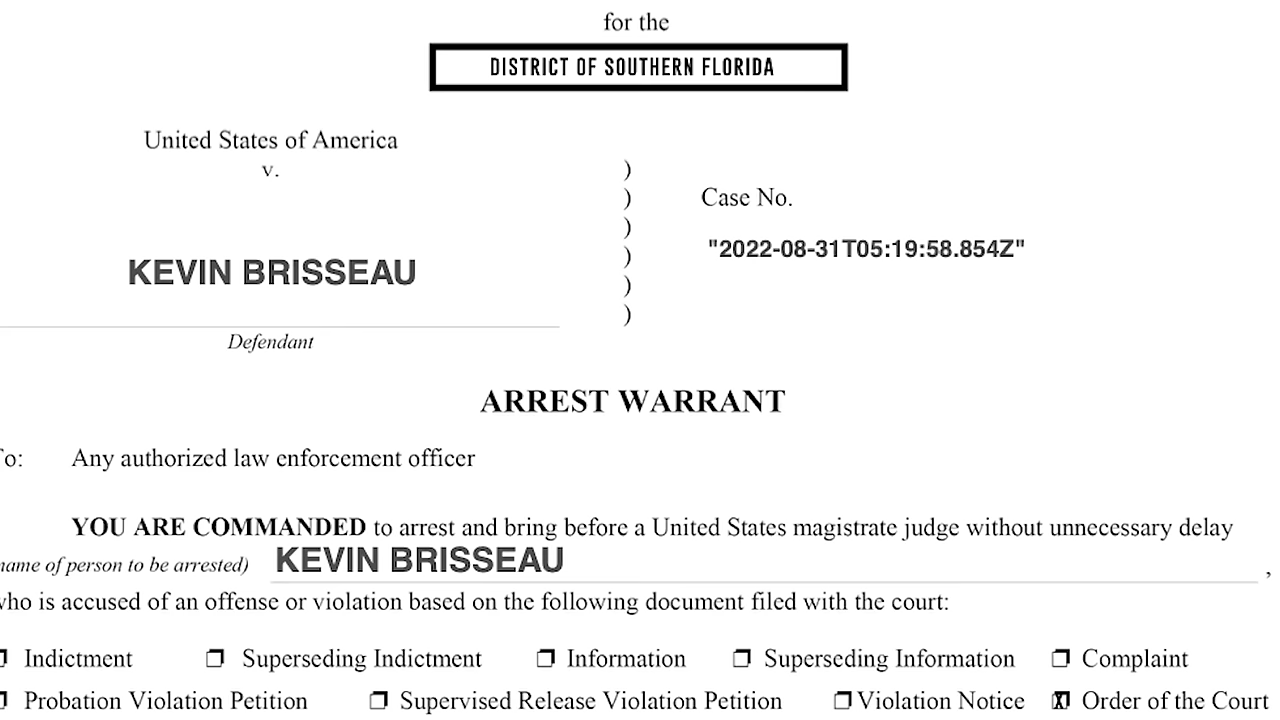 for the
DISTRICT OF SOUTHERN FLORIDA
United States of America
v.
KEVIN BRISSEAU
Defendant
)
)
)
)
)
)
Case No.
"2022-08-31T05:19:58.854Z"
ARREST WARRANT
To: Any authorized law enforcement officer
YOU ARE COMMANDED to arrest and bring before a United States magistrate judge without unnecessary delay
name of person to be arrested) KEVIN BRISSEAU ,
who is accused of an offense or violation based on the following document filed with the court:
❐ Indictment ❐ Superseding Indictment ❐ Information ❐ Superseding Information ❐ Complaint
❐ Probation Violation Petition ❐ Supervised Release Violation Petition ❐ Violation Notice ❐ X Order of the Court